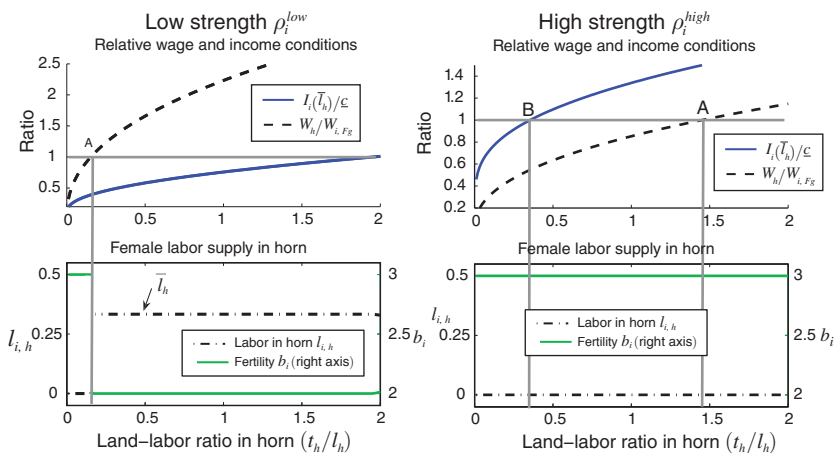 Low strength ρ_i^low
Relative wage and income conditions
2.5
2
1.5
1
0.5
Ratio
A
I_i(l̅_h)/c̲
W_h/W_{i, Fg}
0
0.5
1
1.5
2
Female labor supply in horn
0.5
0.25
0
l_{i, h}
l̅_h
3
2.5
2
b_i
Labor in horn l_{i, h}
Fertility b_i (right axis)
0
0.5
1
1.5
2
Land–labor ratio in horn (t_h/l_h)
High strength ρ_i^high
Relative wage and income conditions
1.4
1.2
1
0.8
0.6
0.4
0.2
Ratio
B
A
I_i(l̅_h)/c̲
W_h/W_{i, Fg}
0
0.5
1
1.5
2
Female labor supply in horn
0.5
0.25
0
l_{i, h}
3
2.5
2
b_i
Labor in horn l_{i, h}
Fertility b_i (right axis)
0
0.5
1
1.5
2
Land–labor ratio in horn (t_h/l_h)